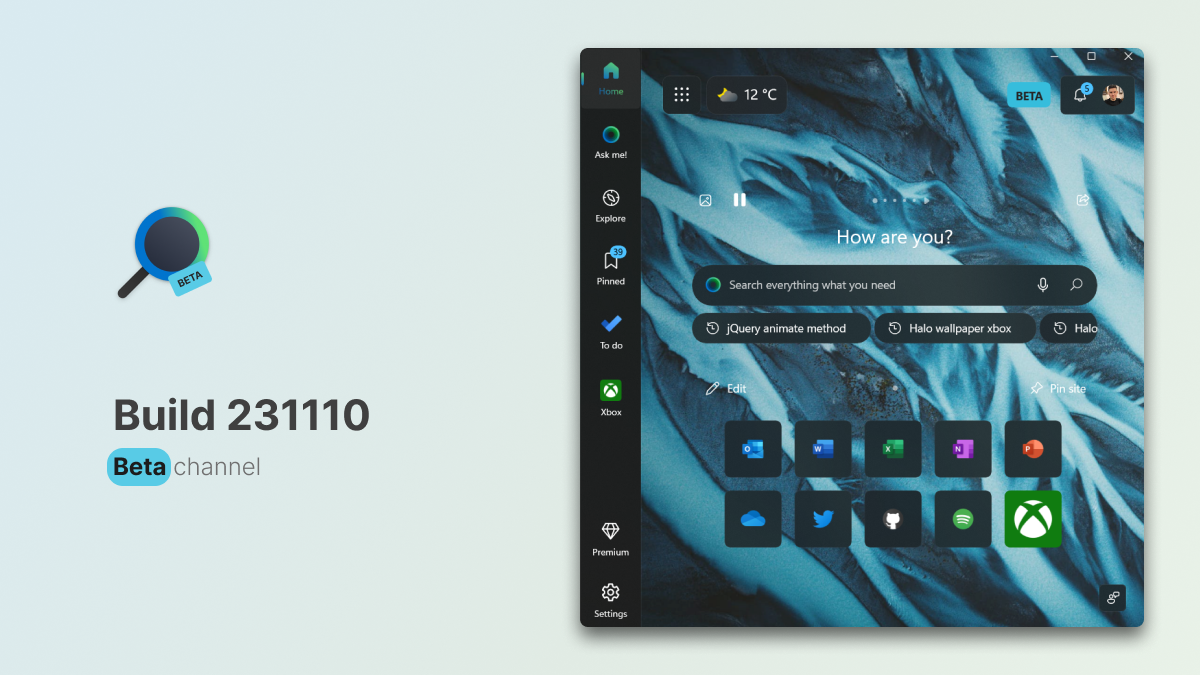 BETA
Build 231110
Beta channel
Home
Ask me!
Explore
39
Pinned
To do
Xbox
Premium
Settings
12 °C
BETA
5
How are you?
Search everything what you need
jQuery animate method
Halo wallpaper xbox
Halo
Edit
Pin site
O
W
X
N
P